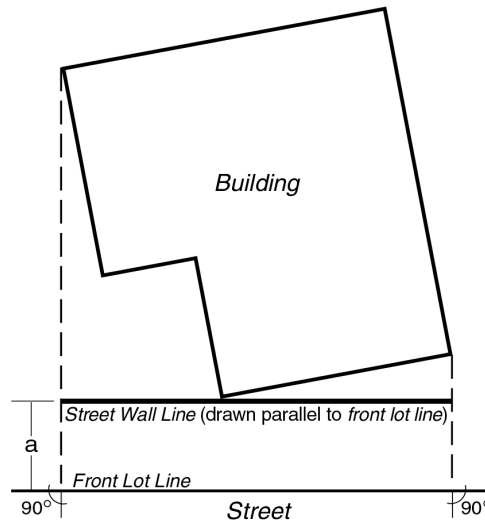 Building
Street Wall Line (drawn parallel to front lot line)
a
Front Lot Line
90° Street 90°